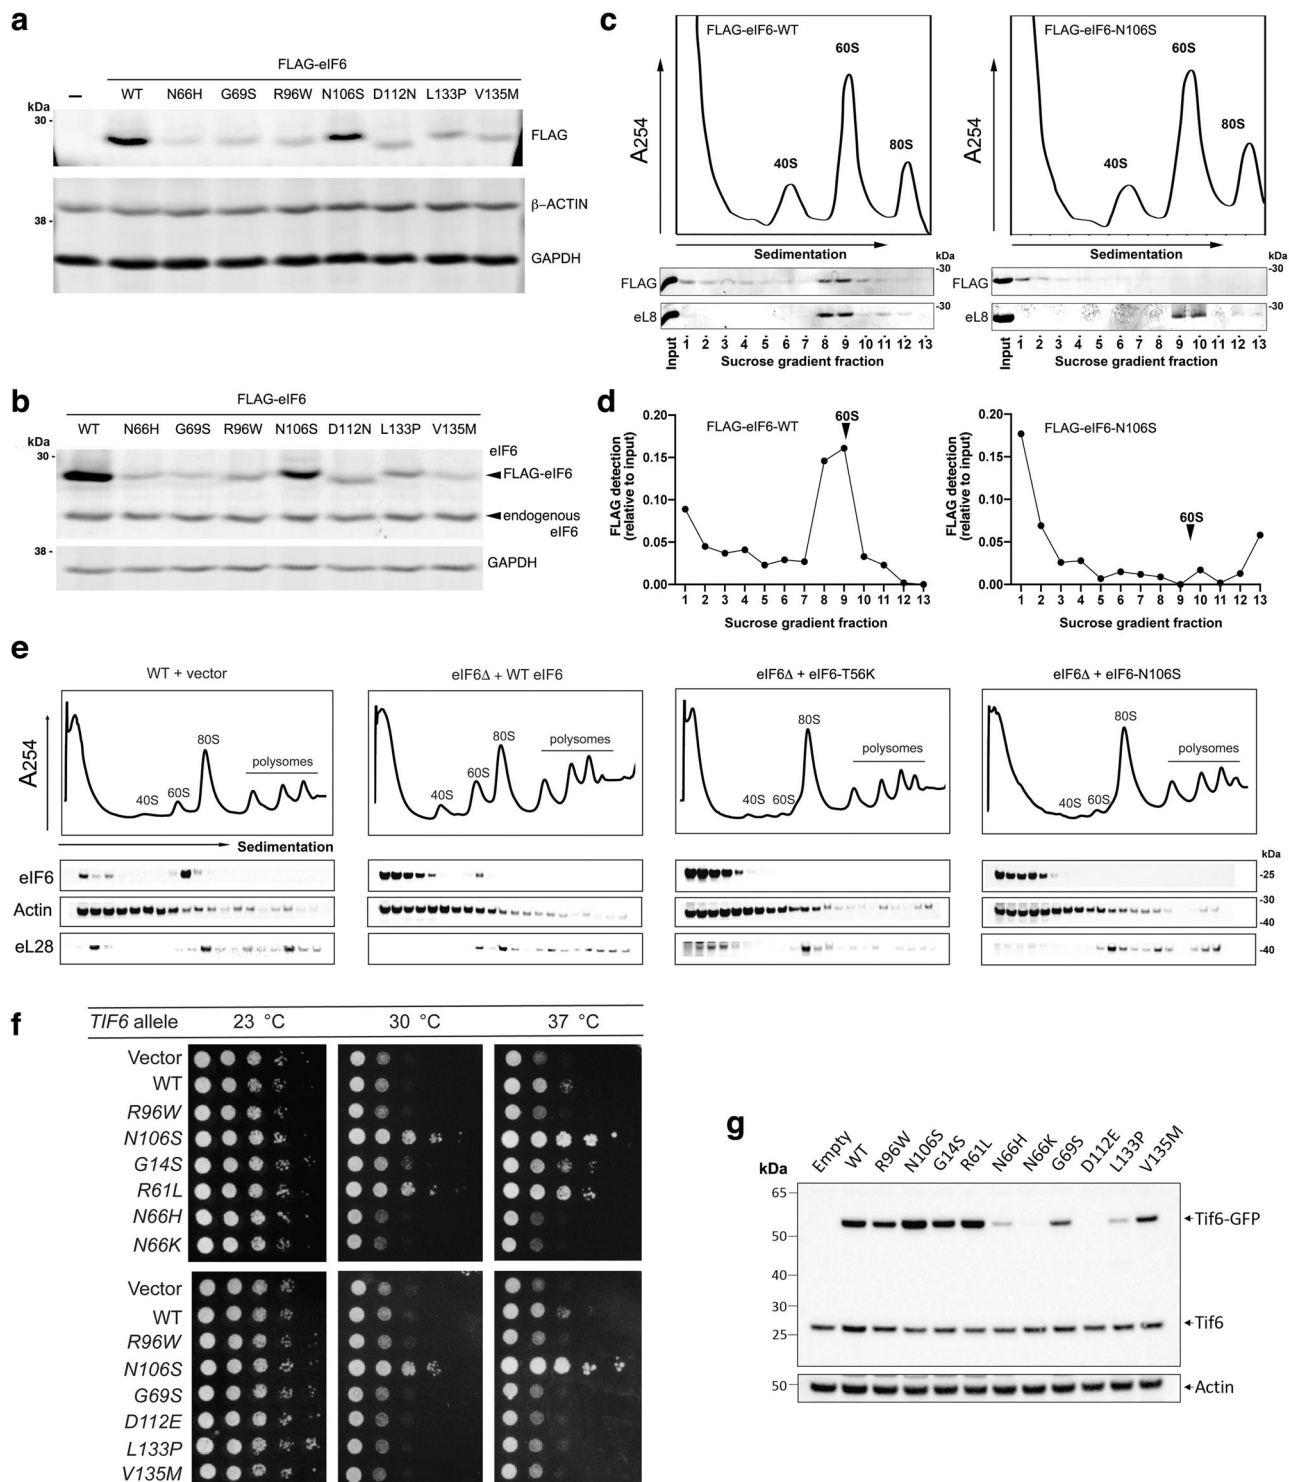 a
FLAG-eIF6
– WT N66H G69S R96W N106S D112N L133P V135M
kDa
30 -
FLAG
β–ACTIN
38 -
GAPDH
b
FLAG-eIF6
WT N66H G69S R96W N106S D112N L133P V135M
kDa
30 -
eIF6
FLAG-eIF6
endogenous
eIF6
38 -
GAPDH
c
FLAG-eIF6-WT
60S
40S
80S
A254
Sedimentation
kDa
FLAG
-30
eL8
-30
Input 1 2 3 4 5 6 7 8 9 10 11 12 13
Sucrose gradient fraction
FLAG-eIF6-N106S
60S
80S
40S
A254
Sedimentation
kDa
FLAG
-30
eL8
-30
Input 1 2 3 4 5 6 7 8 9 10 11 12 13
Sucrose gradient fraction
d
FLAG-eIF6-WT
60S
FLAG detection
(relative to input)
0.20
0.15
0.10
0.05
0.00
1 2 3 4 5 6 7 8 9 10 11 12 13
Sucrose gradient fraction
FLAG-eIF6-N106S
60S
FLAG detection
(relative to input)
0.20
0.15
0.10
0.05
0.00
1 2 3 4 5 6 7 8 9 10 11 12 13
Sucrose gradient fraction
e
WT + vector
eIF6Δ + WT eIF6
eIF6Δ + eIF6-T56K
eIF6Δ + eIF6-N106S
A254
40S 60S 80S polysomes
40S 60S 80S polysomes
40S 60S 80S polysomes
40S 60S 80S polysomes
Sedimentation
kDa
eIF6
-25
Actin
-30
-40
eL28
-40
f
TIF6 allele 23 °C 30 °C 37 °C
Vector
WT
R96W
N106S
G14S
R61L
N66H
N66K
Vector
WT
R96W
N106S
G69S
D112E
L133P
V135M
g
kDa
Empty WT R96W N106S G14S R61L N66H N66K G69S D112E L133P V135M
65
50
40
30
25
Tif6-GFP
Tif6
50
Actin